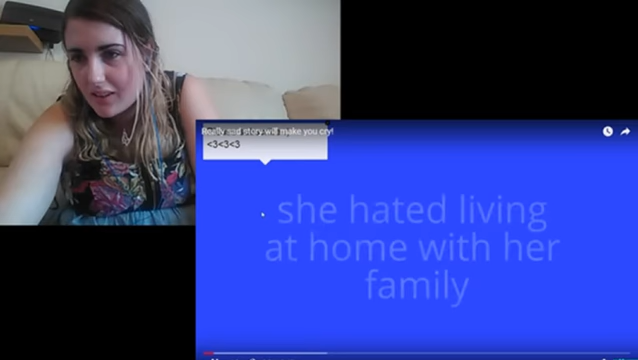 Really sad story will make you cry!
<3<3<3
she hated living
at home with her
family